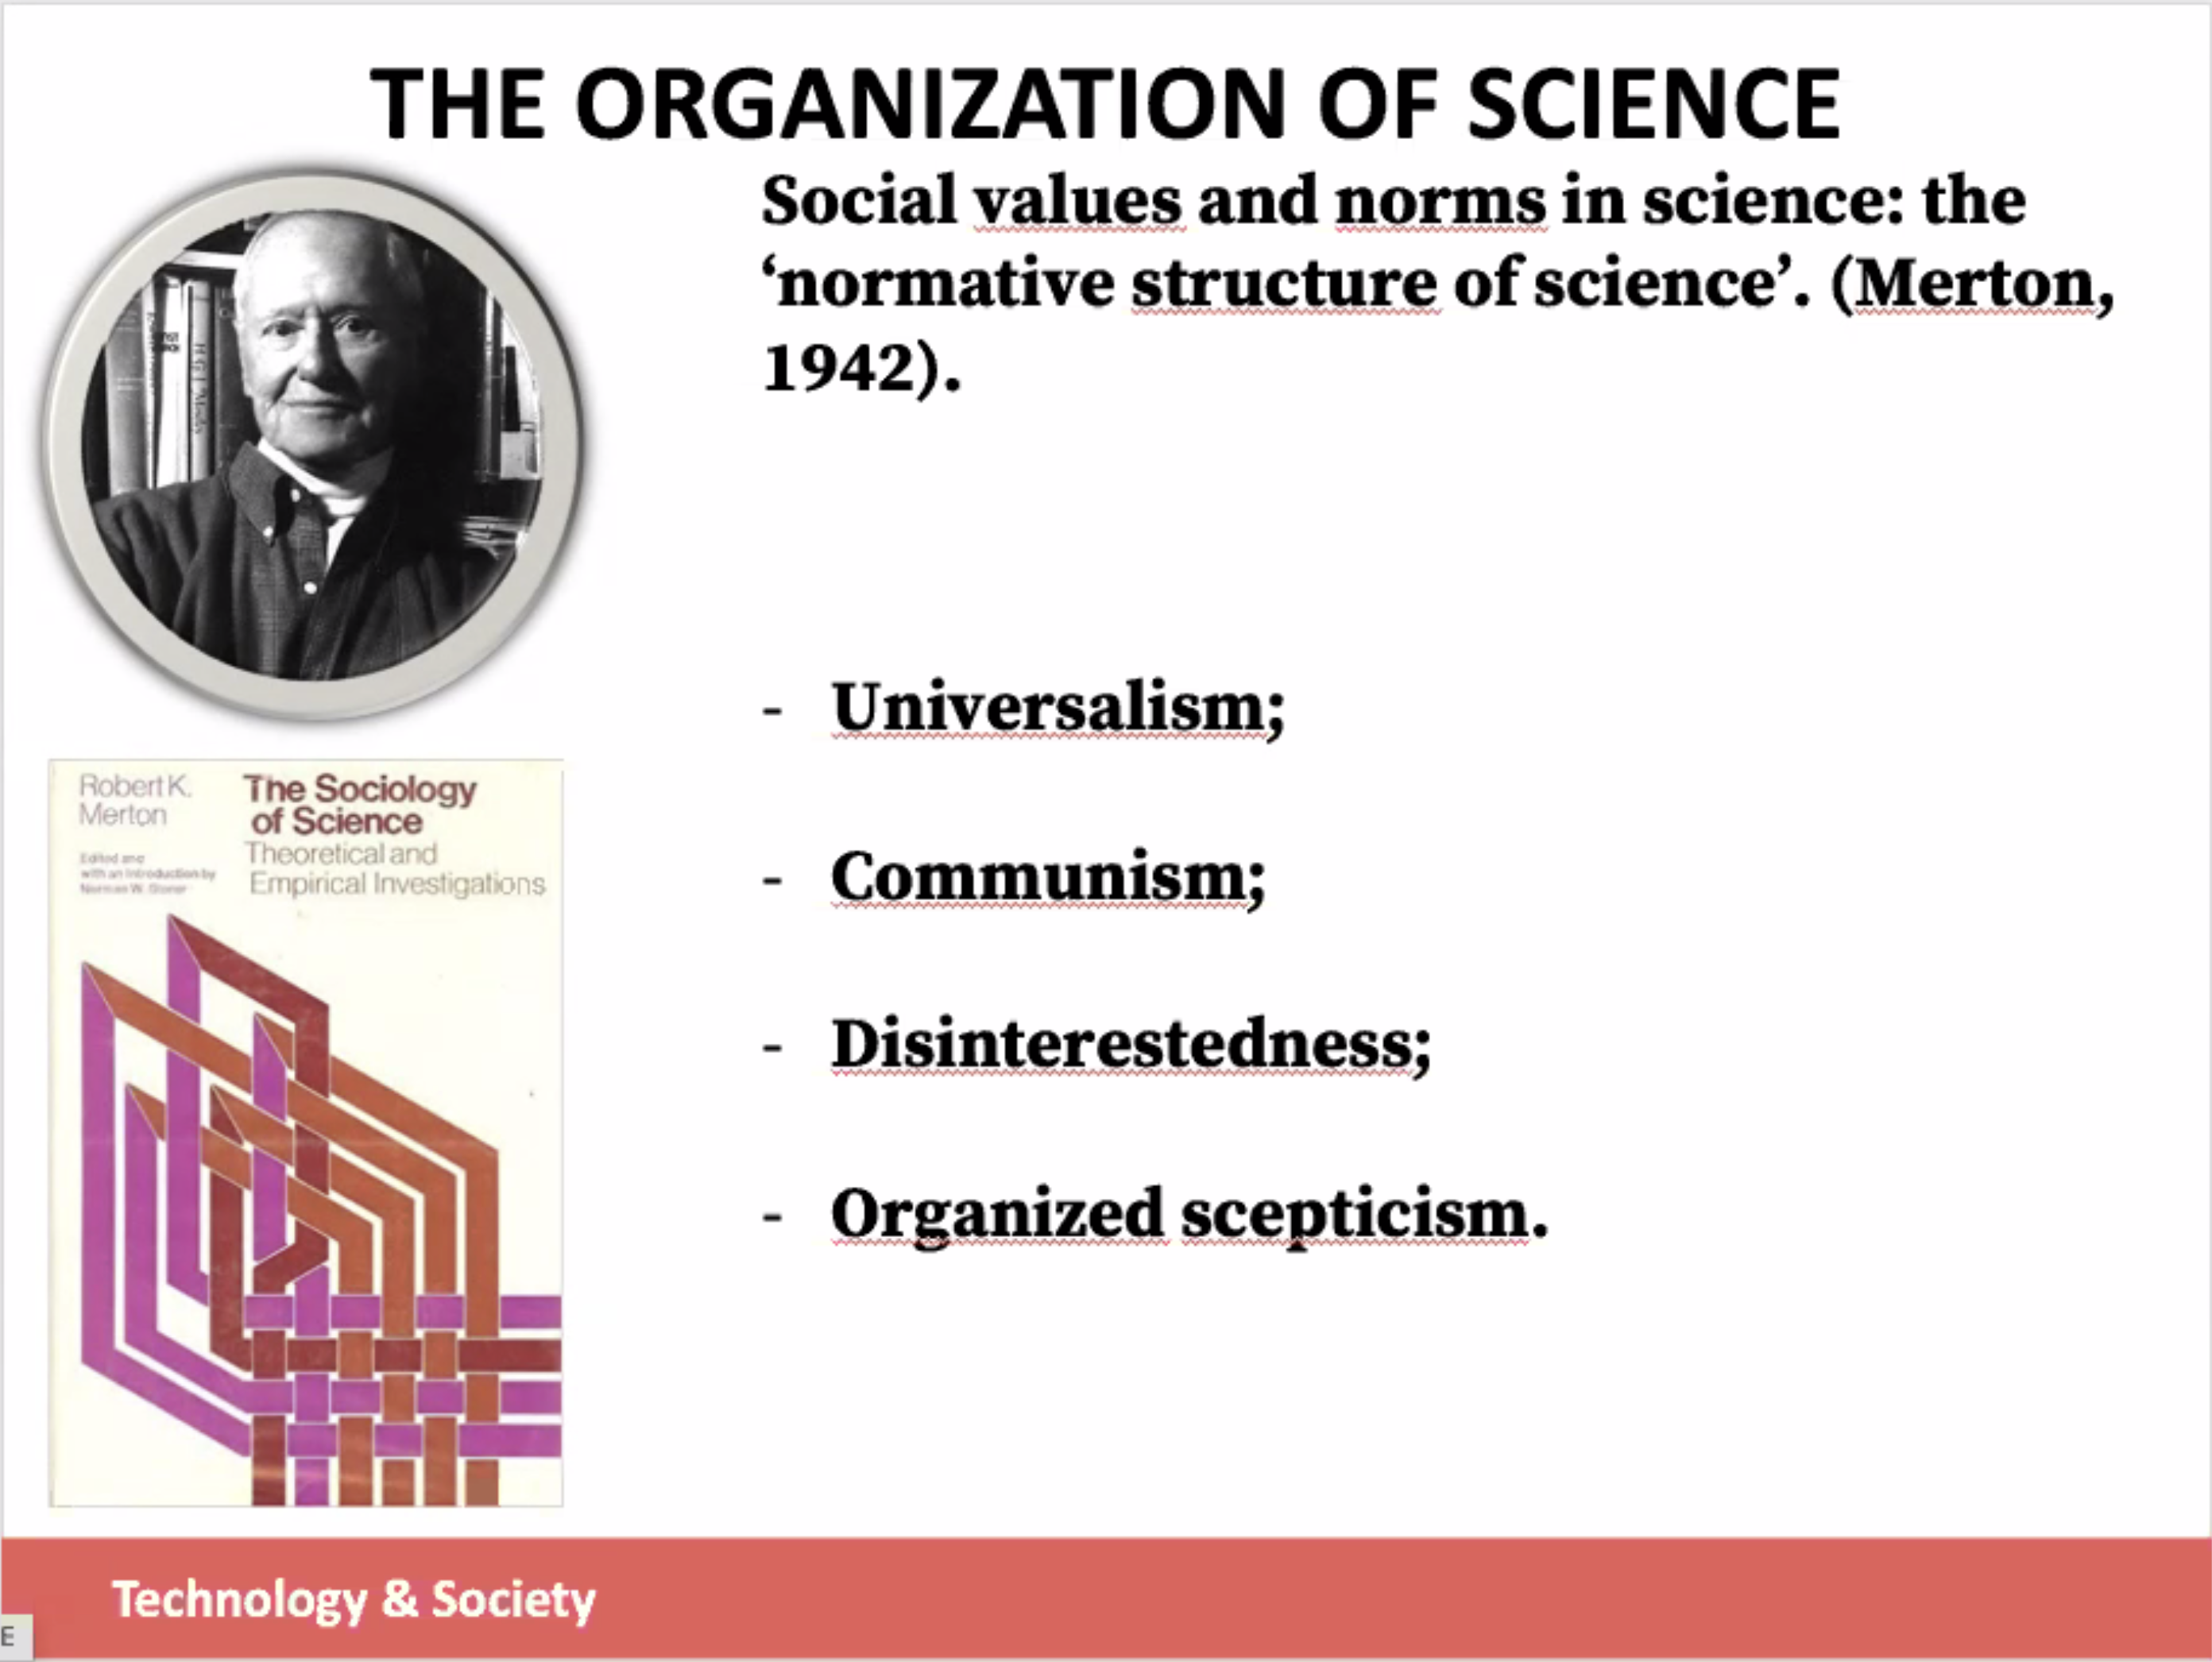 THE ORGANIZATION OF SCIENCE
Social values and norms in science: the
‘normative structure of science’. (Merton,
1942).
- Universalism;
- Communism;
- Disinterestedness;
- Organized scepticism.
Robert K.
Merton
Edited and
with an Introduction by
Norman W. Storer
The Sociology
of Science
Theoretical and
Empirical Investigations
Technology & Society
E